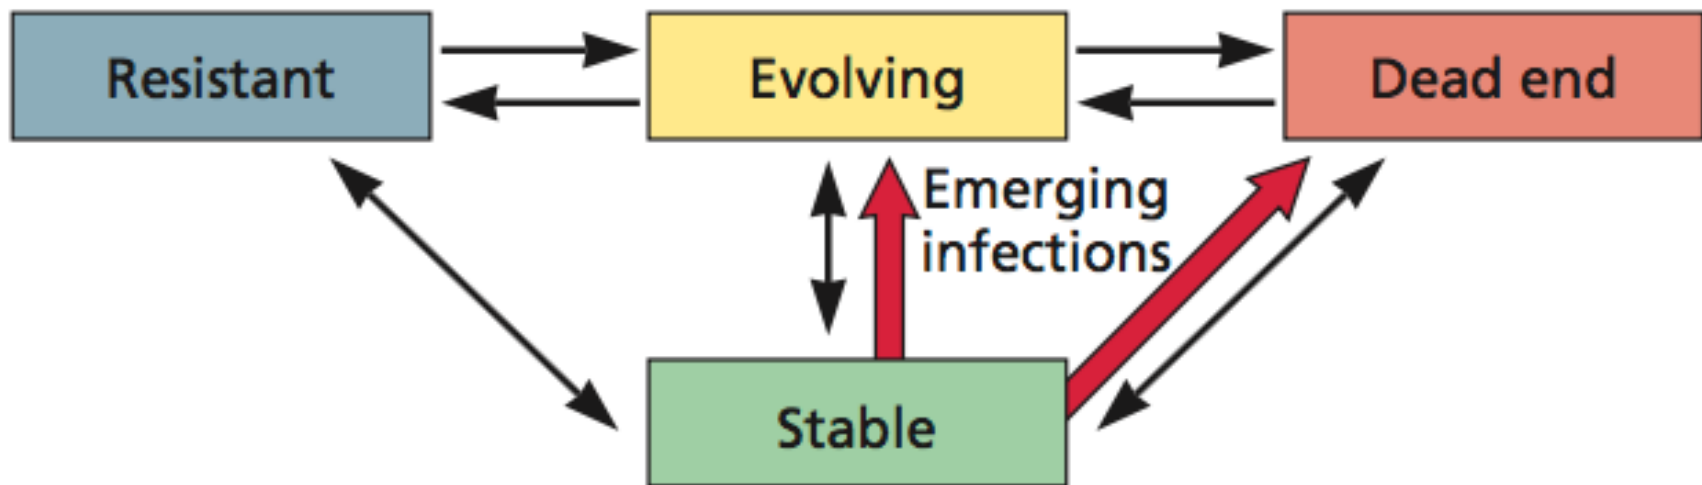 Resistant
Evolving
Dead end
Emerging
infections
Stable